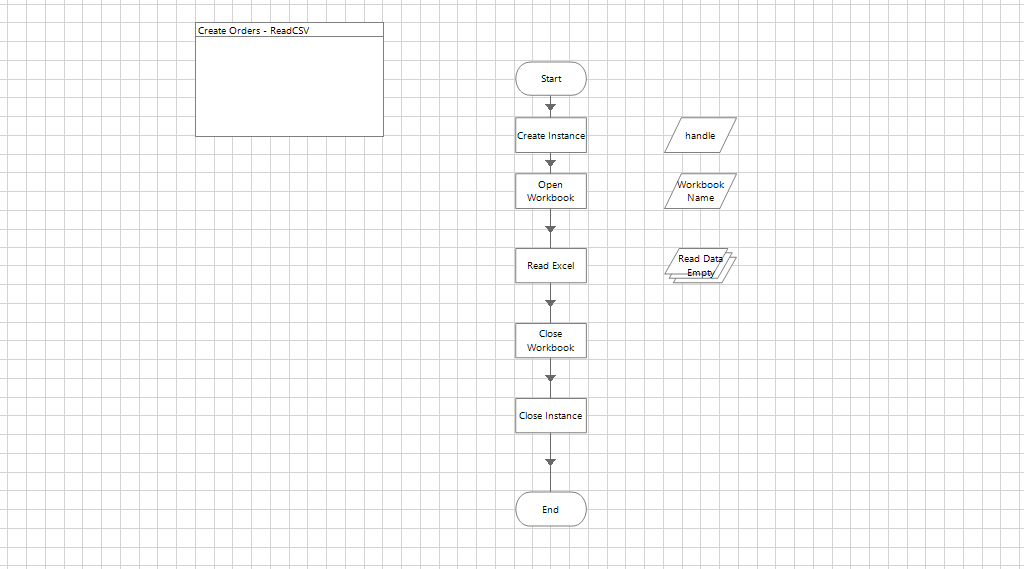 Create Orders - ReadCSV
Start
Create Instance
handle
Open
Workbook
Workbook
Name
Read Excel
Read Data
Empty
Close
Workbook
Close Instance
End